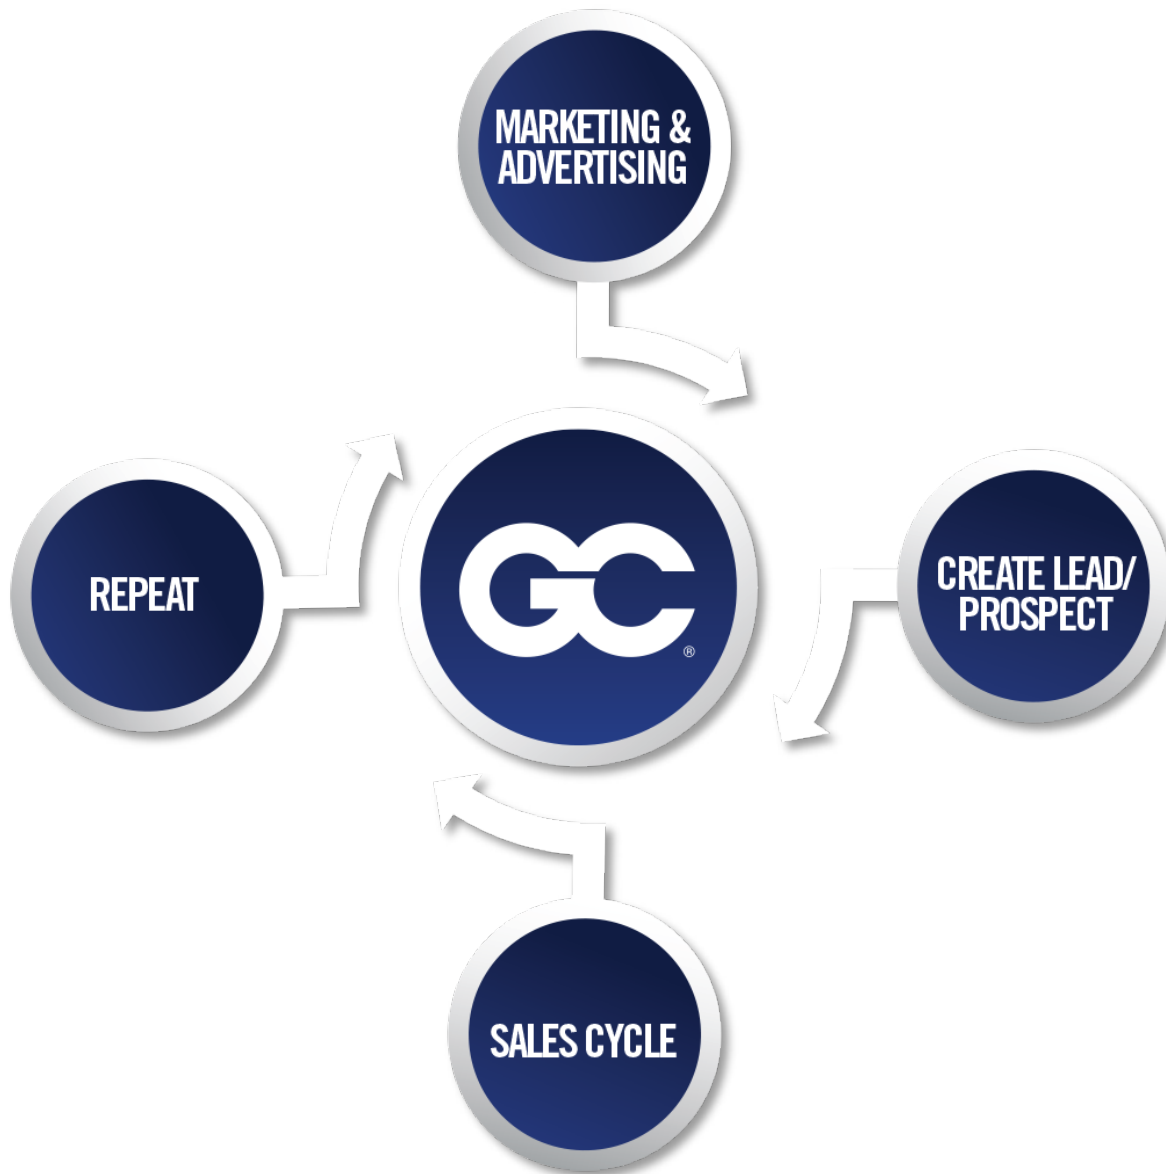 MARKETING &
ADVERTISING
REPEAT
GC
®
CREATE LEAD/
PROSPECT
SALES CYCLE